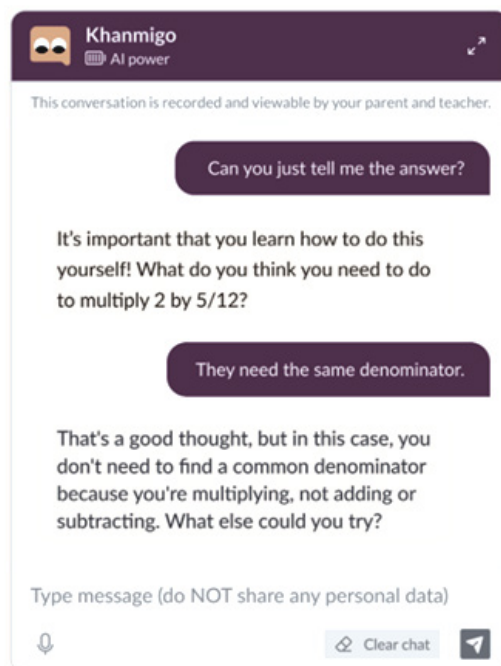 Khanmigo
AI power
This conversation is recorded and viewable by your parent and teacher.
Can you just tell me the answer?
It's important that you learn how to do this
yourself! What do you think you need to do
to multiply 2 by 5/12?
They need the same denominator.
That's a good thought, but in this case, you
don't need to find a common denominator
because you're multiplying, not adding or
subtracting. What else could you try?
Type message (do NOT share any personal data)
Clear chat